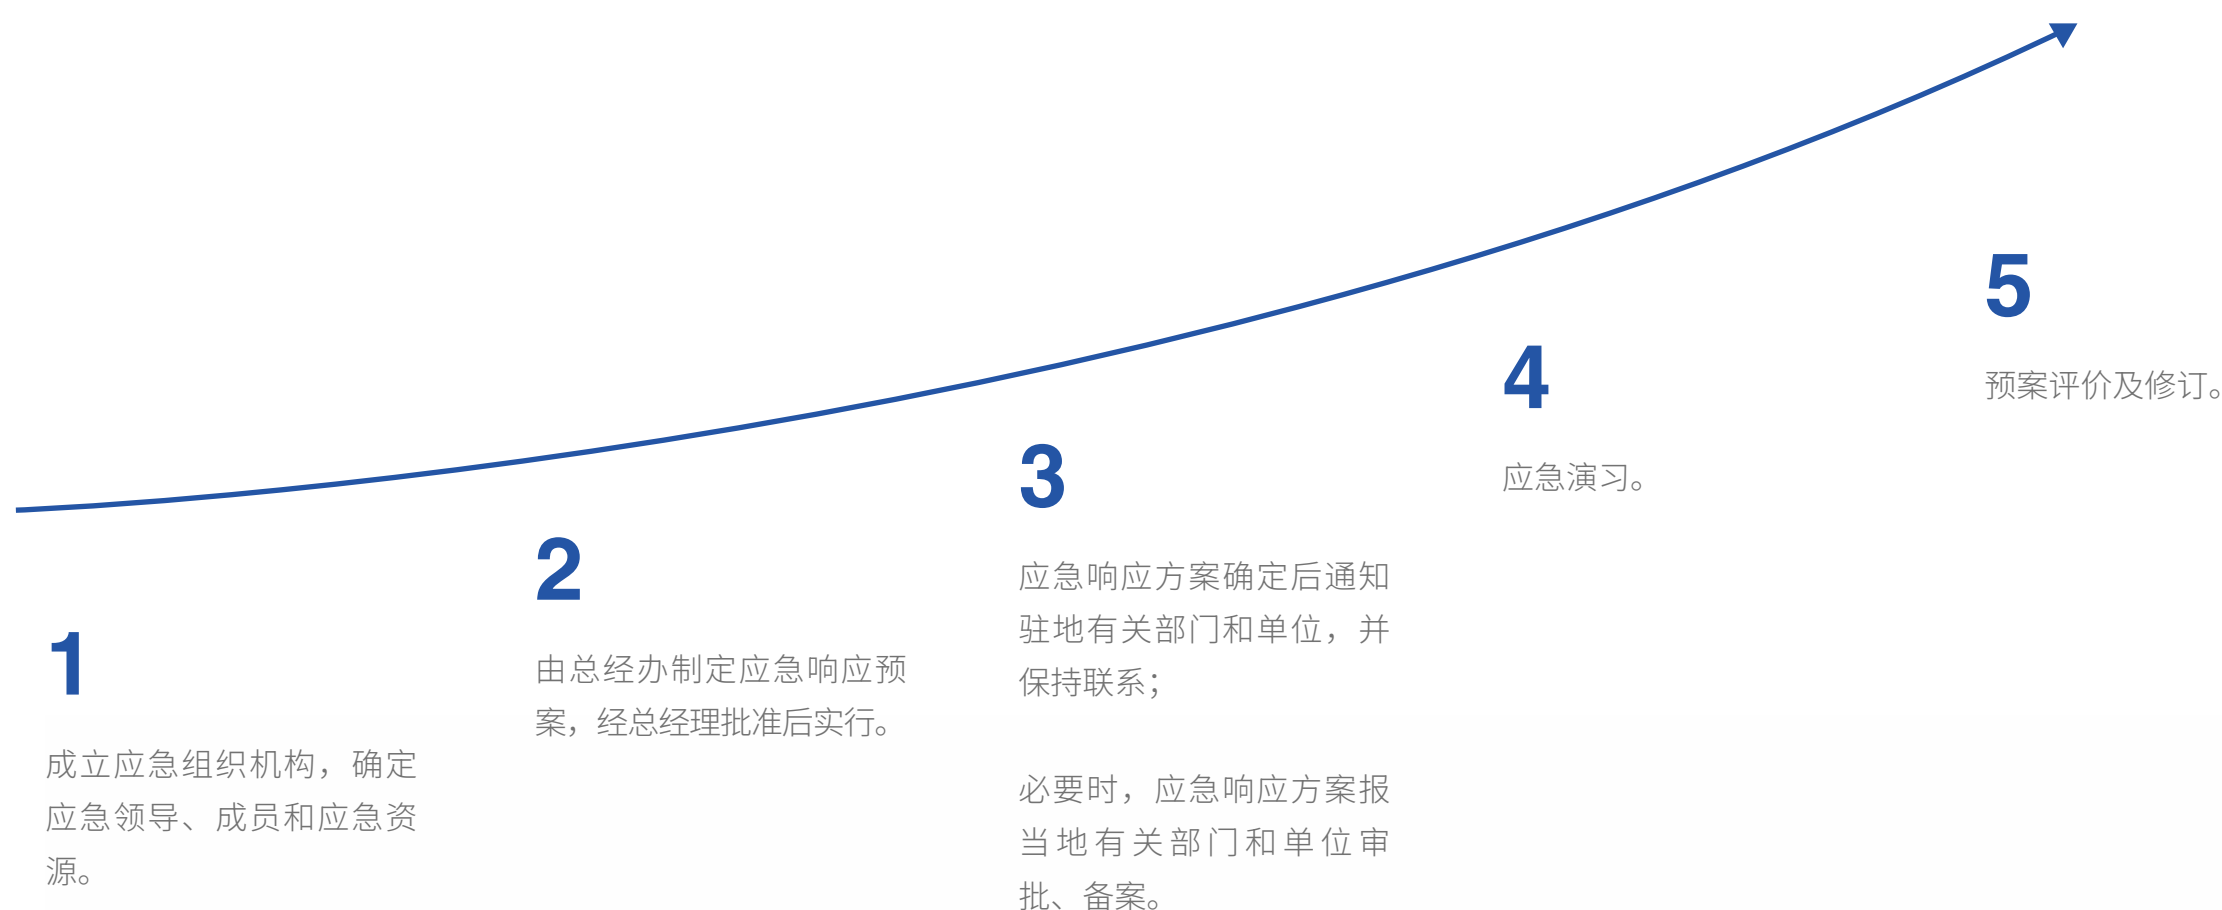 1
成立应急组织机构，确定
应急领导、成员和应急资
源。
2
由总经办制定应急响应预
案，经总经理批准后实行。
3
应急响应方案确定后通知
驻地有关部门和单位，并
保持联系；
必要时，应急响应方案报
当地有关部门和单位审
批、备案。
4
应急演习。
5
预案评价及修订。